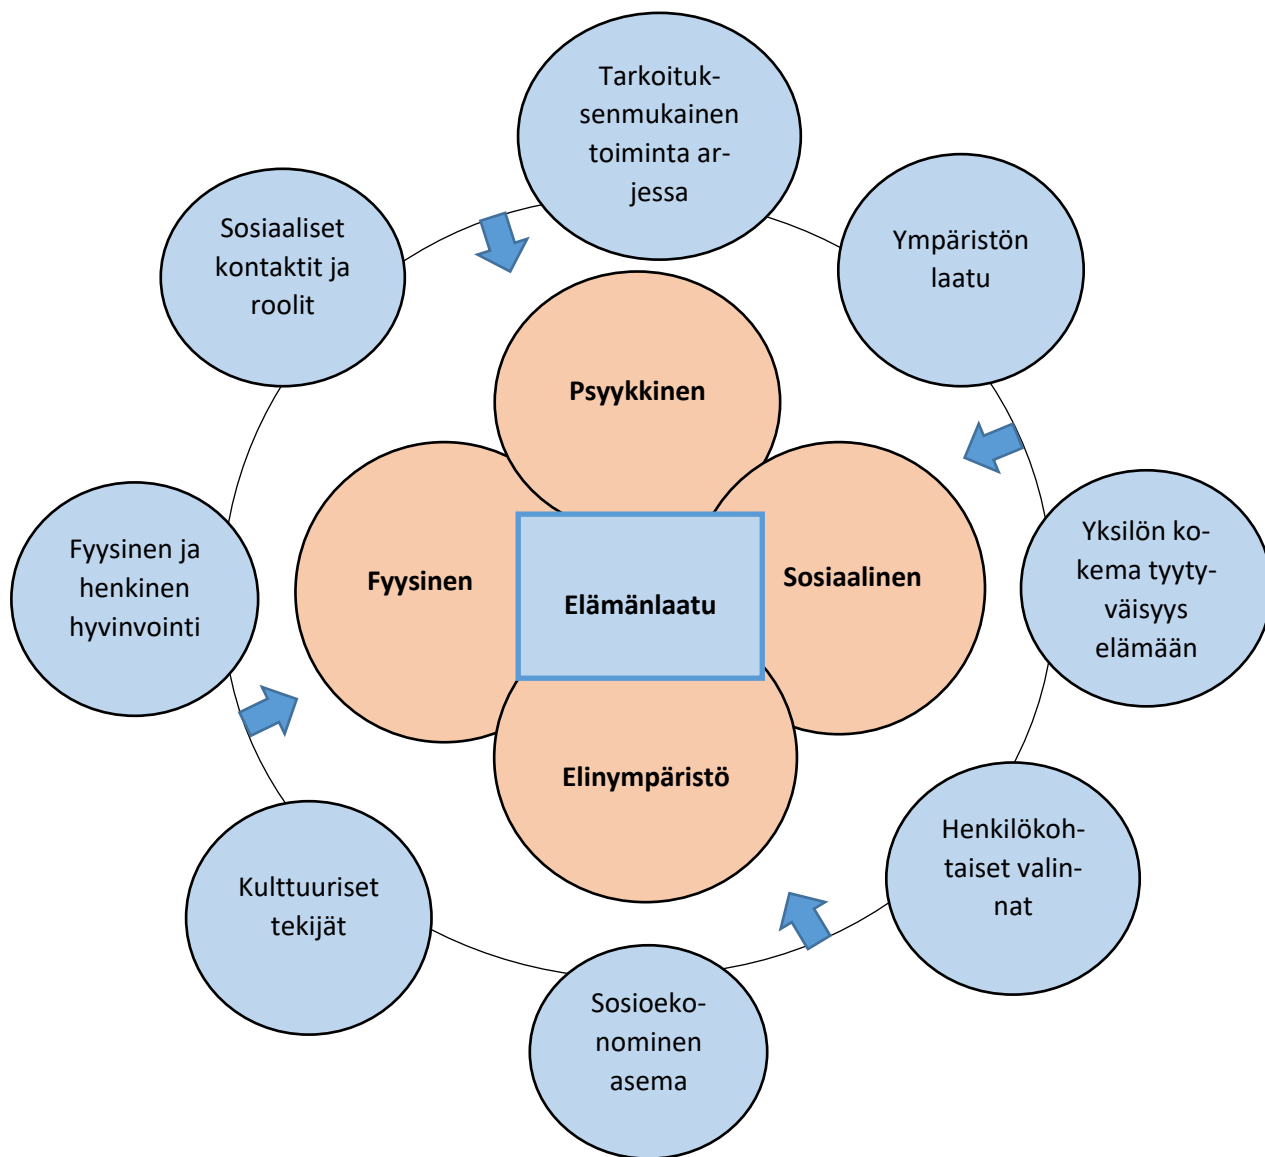 Tarkoituk-
senmukainen
toiminta ar-
jessa
Sosiaaliset
kontaktit ja
roolit
Ympäristön
laatu
Psyykkinen
Fyysinen ja
henkinen
hyvinvointi
Fyysinen
Elämänlaatu
Sosiaalinen
Yksilön ko-
kema tyyty-
väisyys
elämään
Elinympäristö
Henkilökoh-
taiset valin-
nat
Kulttuuriset
tekijät
Sosioeko-
nominen
asema